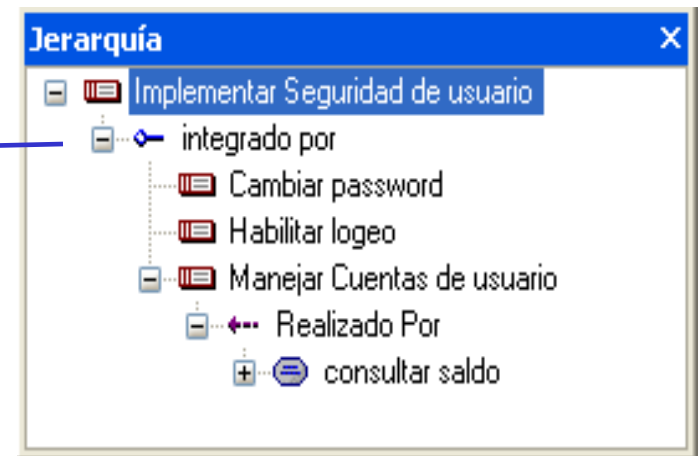 Jerarquía
Implementar Seguridad de usuario
integrado por
Cambiar password
Habilitar logeo
Manejar Cuentas de usuario
Realizado Por
consultar saldo